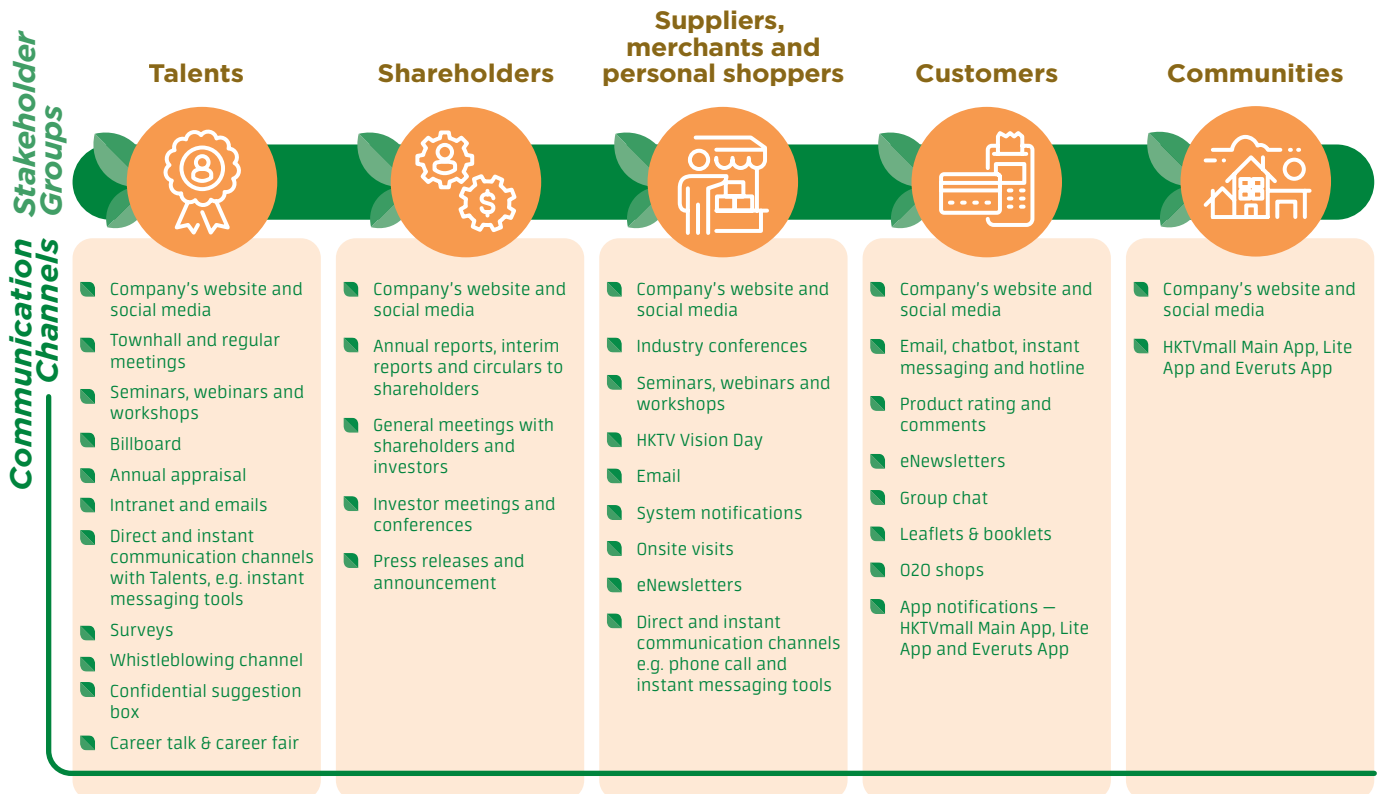 Stakeholder
Groups
Talents
Shareholders
Suppliers,
merchants and
personal shoppers
Customers
Communities
$
Communication
Channels
Company's website and
social media
Townhall and regular
meetings
Seminars, webinars and
workshops
Billboard
Annual appraisal
Intranet and emails
Direct and instant
communication channels
with Talents, e.g. instant
messaging tools
Surveys
Whistleblowing channel
Confidential suggestion
box
Career talk & career fair
Company's website and
social media
Annual reports, interim
reports and circulars to
shareholders
General meetings with
shareholders and
investors
Investor meetings and
conferences
Press releases and
announcement
Company's website and
social media
Industry conferences
Seminars, webinars and
workshops
HKTV Vision Day
Email
System notifications
Onsite visits
eNewsletters
Direct and instant
communication channels
e.g. phone call and
instant messaging tools
Company's website and
social media
Email, chatbot, instant
messaging and hotline
Product rating and
comments
eNewsletters
Group chat
Leaflets & booklets
O2O shops
App notifications —
HKTVmall Main App, Lite
App and Everuts App
Company's website and
social media
HKTVmall Main App, Lite
App and Everuts App